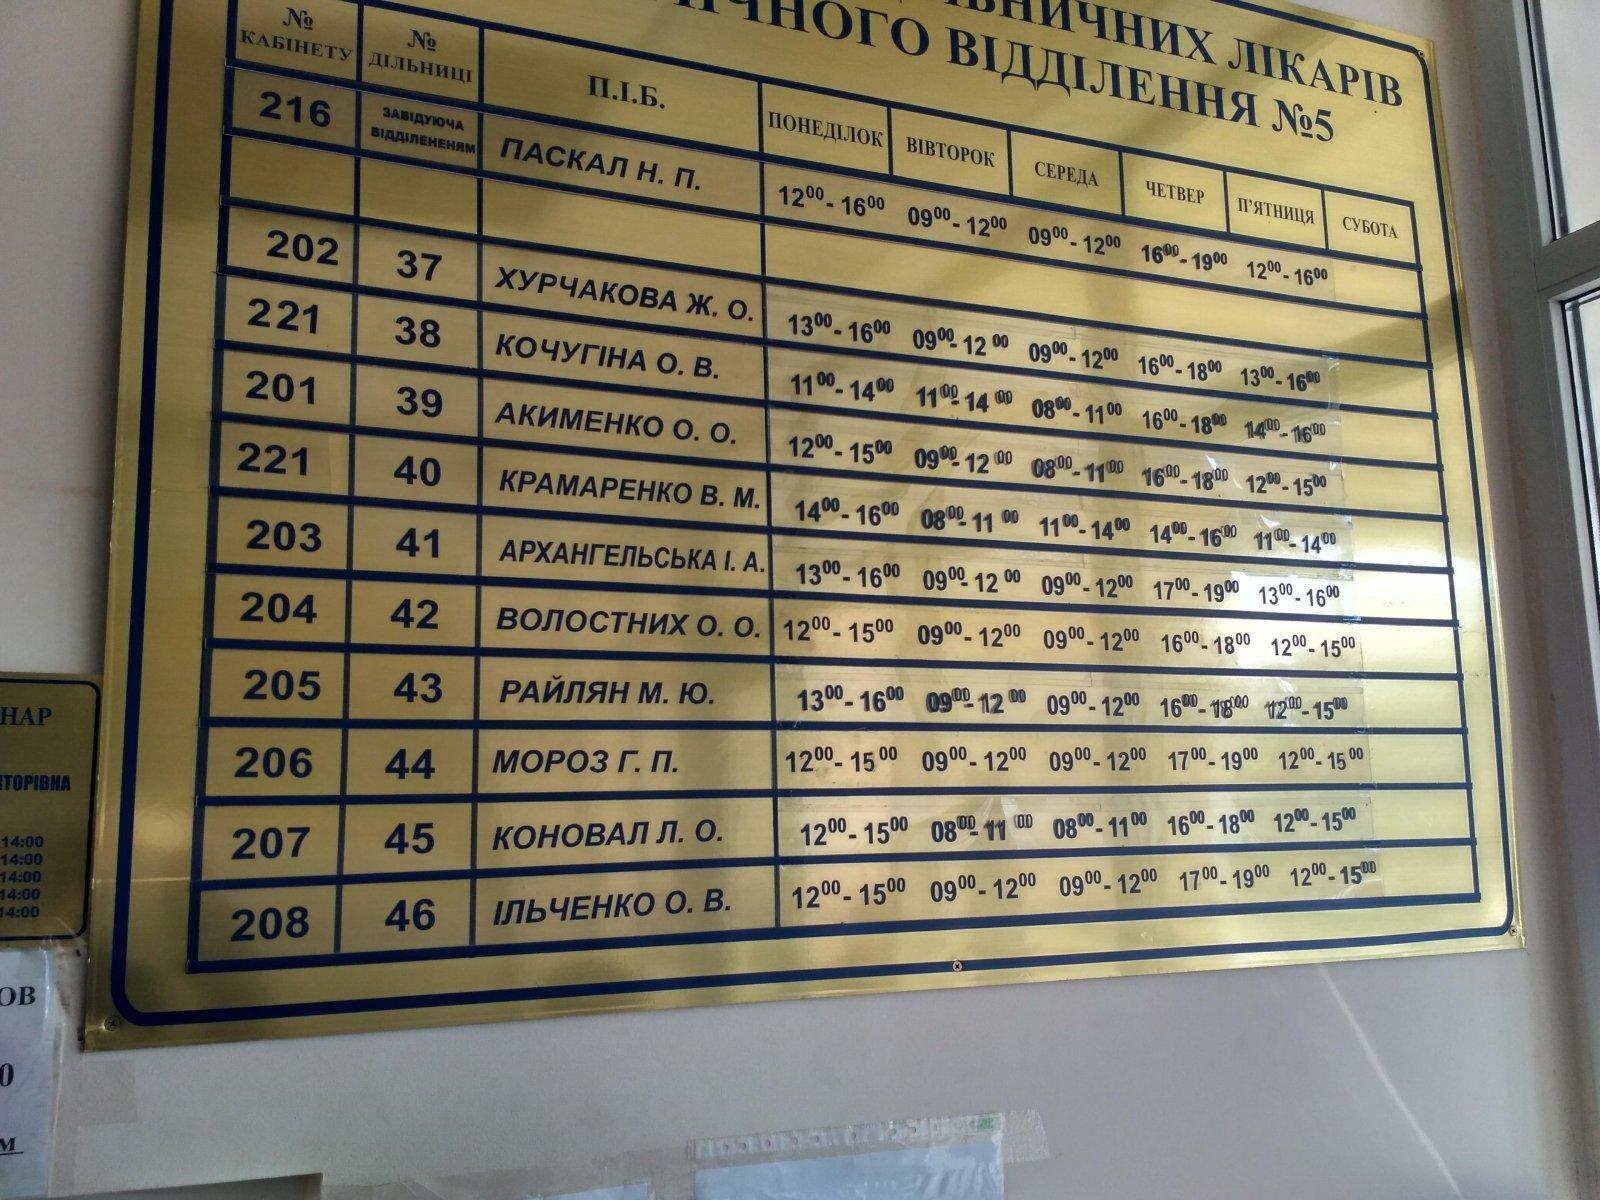 ЛІКАРІВ
ВІДДІЛЕННЯ №5
№ КАБІНЕТУ № ДІЛЬНИЦІ П.І.Б. ПОНЕДІЛОК ВІВТОРОК СЕРЕДА ЧЕТВЕР П'ЯТНИЦЯ СУБОТА
216 ЗАВІДУЮЧА ВІДДІЛЕНЕНЯМ ПАСКАЛ Н. П. 12⁰⁰- 16⁰⁰ 09⁰⁰- 12⁰⁰ 09⁰⁰- 12⁰⁰ 16⁰⁰- 19⁰⁰ 12⁰⁰- 16⁰⁰
202 37 ХУРЧАКОВА Ж. О. 13⁰⁰- 16⁰⁰ 09⁰⁰- 12⁰⁰ 09⁰⁰- 12⁰⁰ 16⁰⁰- 18⁰⁰ 13⁰⁰- 16⁰⁰
221 38 КОЧУГІНА О. В. 11⁰⁰- 14⁰⁰ 11⁰⁰- 14⁰⁰ 08⁰⁰- 11⁰⁰ 16⁰⁰- 18⁰⁰ 14⁰⁰- 16⁰⁰
201 39 АКИМЕНКО О. О. 12⁰⁰- 15⁰⁰ 09⁰⁰- 12⁰⁰ 08⁰⁰- 11⁰⁰ 16⁰⁰- 18⁰⁰ 12⁰⁰- 15⁰⁰
221 40 КРАМАРЕНКО В. М. 14⁰⁰- 16⁰⁰ 08⁰⁰- 11⁰⁰ 11⁰⁰- 14⁰⁰ 14⁰⁰- 16⁰⁰ 11⁰⁰- 14⁰⁰
203 41 АРХАНГЕЛЬСЬКА І. А. 13⁰⁰- 16⁰⁰ 09⁰⁰- 12⁰⁰ 09⁰⁰- 12⁰⁰ 17⁰⁰- 19⁰⁰ 13⁰⁰- 16⁰⁰
204 42 ВОЛОСТНИХ О. О. 12⁰⁰- 15⁰⁰ 09⁰⁰- 12⁰⁰ 09⁰⁰- 12⁰⁰ 16⁰⁰- 18⁰⁰ 12⁰⁰- 15⁰⁰
205 43 РАЙЛЯН М. Ю. 13⁰⁰- 16⁰⁰ 09⁰⁰- 12⁰⁰ 09⁰⁰- 12⁰⁰ 16⁰⁰- 18⁰⁰ 12⁰⁰- 15⁰⁰
206 44 МОРОЗ Г. П. 12⁰⁰- 15⁰⁰ 09⁰⁰- 12⁰⁰ 09⁰⁰- 12⁰⁰ 17⁰⁰- 19⁰⁰ 12⁰⁰- 15⁰⁰
207 45 КОНОВАЛ Л. О. 12⁰⁰- 15⁰⁰ 08⁰⁰- 11⁰⁰ 08⁰⁰- 11⁰⁰ 16⁰⁰- 18⁰⁰ 12⁰⁰- 15⁰⁰
208 46 ІЛЬЧЕНКО О. В. 12⁰⁰- 15⁰⁰ 09⁰⁰- 12⁰⁰ 09⁰⁰- 12⁰⁰ 17⁰⁰- 19⁰⁰ 12⁰⁰- 15⁰⁰
14:00
14:00
14:00
14:00
14:00